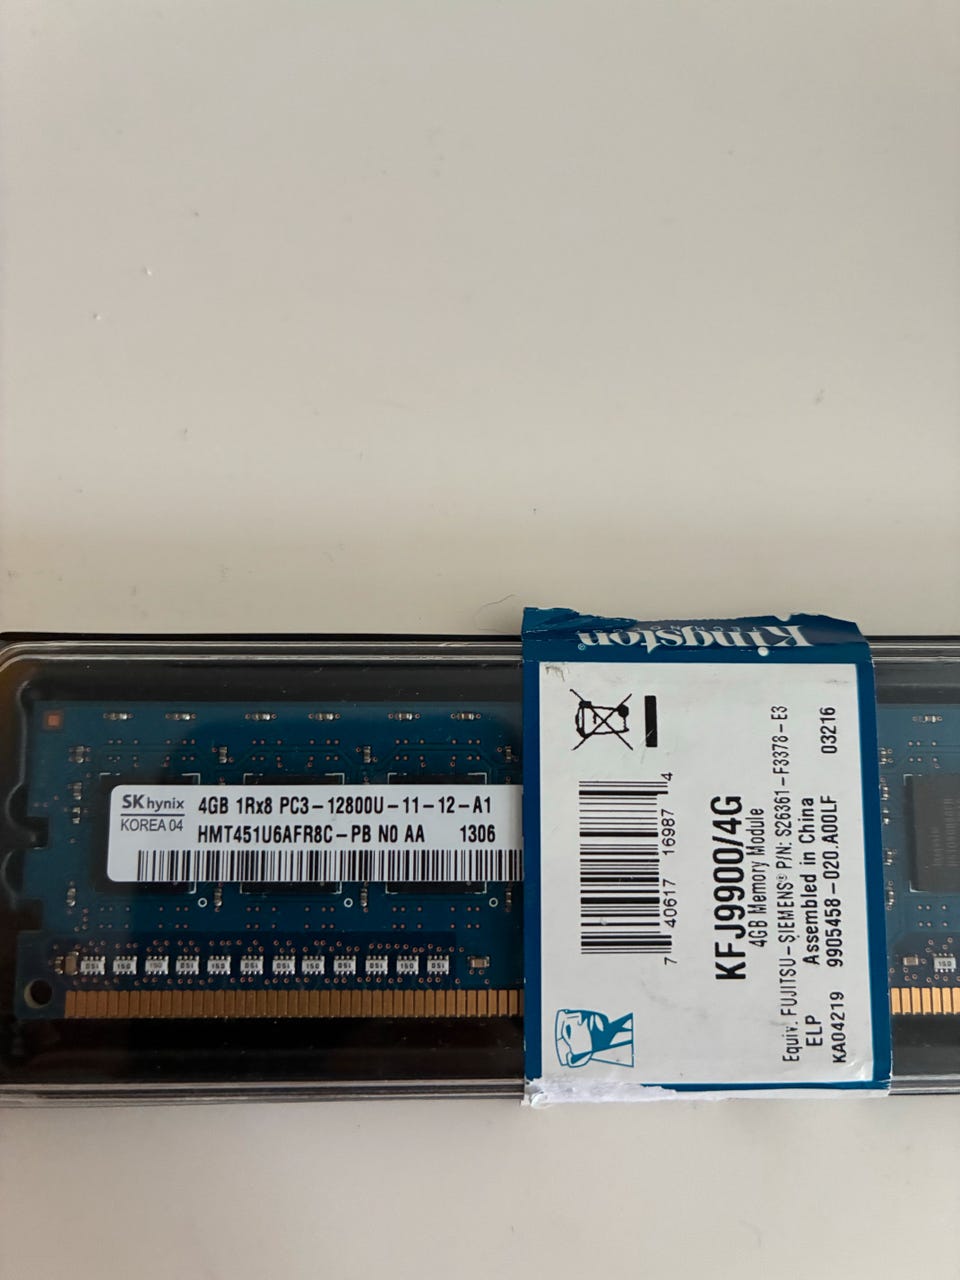 SK hynix
KOREA 04
4GB 1Rx8 PC3-12800U-11-12-A1
HMT451U6AFR8C-PB N0 AA 1306
Kingston
7 40617 16987 4
KFJ9900/4G
4GB Memory Module
Equiv. FUJITSU-SIEMENS® P/N: S26361-F3378-E3
ELP Assembled in China
KA04219 9905458-020.A00LF 03216